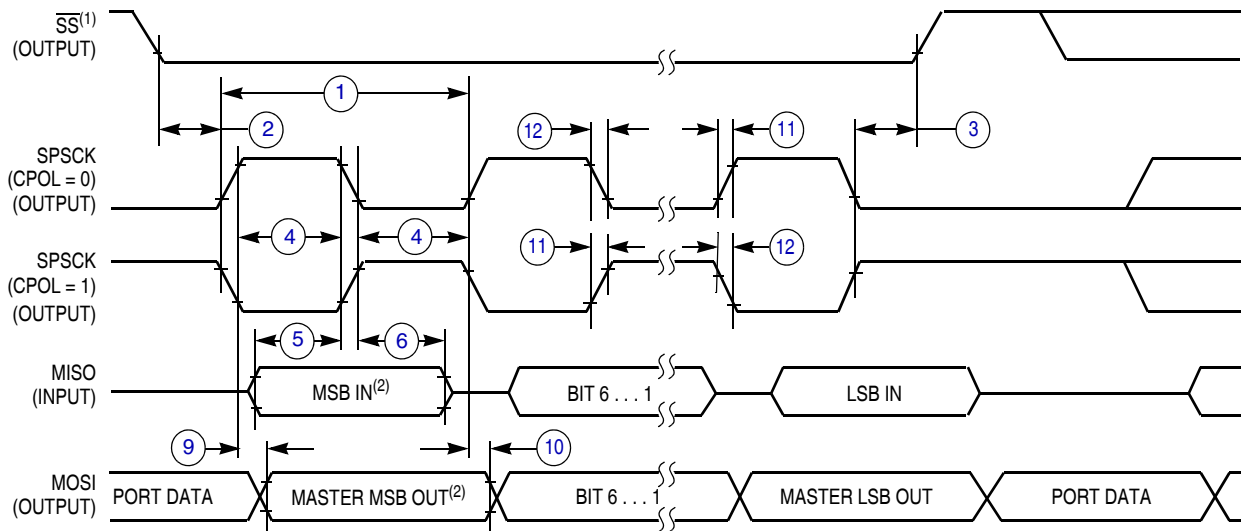 SS(1)
(OUTPUT)
1
2
12
11
3
SPSCK
(CPOL = 0)
(OUTPUT)
4
4
11
12
SPSCK
(CPOL = 1)
(OUTPUT)
5
6
MISO
(INPUT)
MSB IN(2)
BIT 6 . . . 1
LSB IN
9
10
MOSI
(OUTPUT)
PORT DATA
MASTER MSB OUT(2)
BIT 6 . . . 1
MASTER LSB OUT
PORT DATA